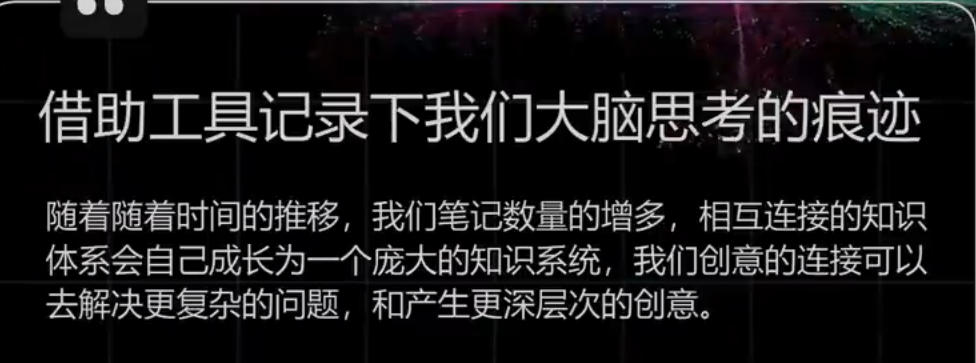 借助工具记录下我们大脑思考的痕迹
随着随着时间的推移，我们笔记数量的增多，相互连接的知识
体系会自己成长为一个庞大的知识系统，我们创意的连接可以
去解决更复杂的问题，和产生更深层次的创意。